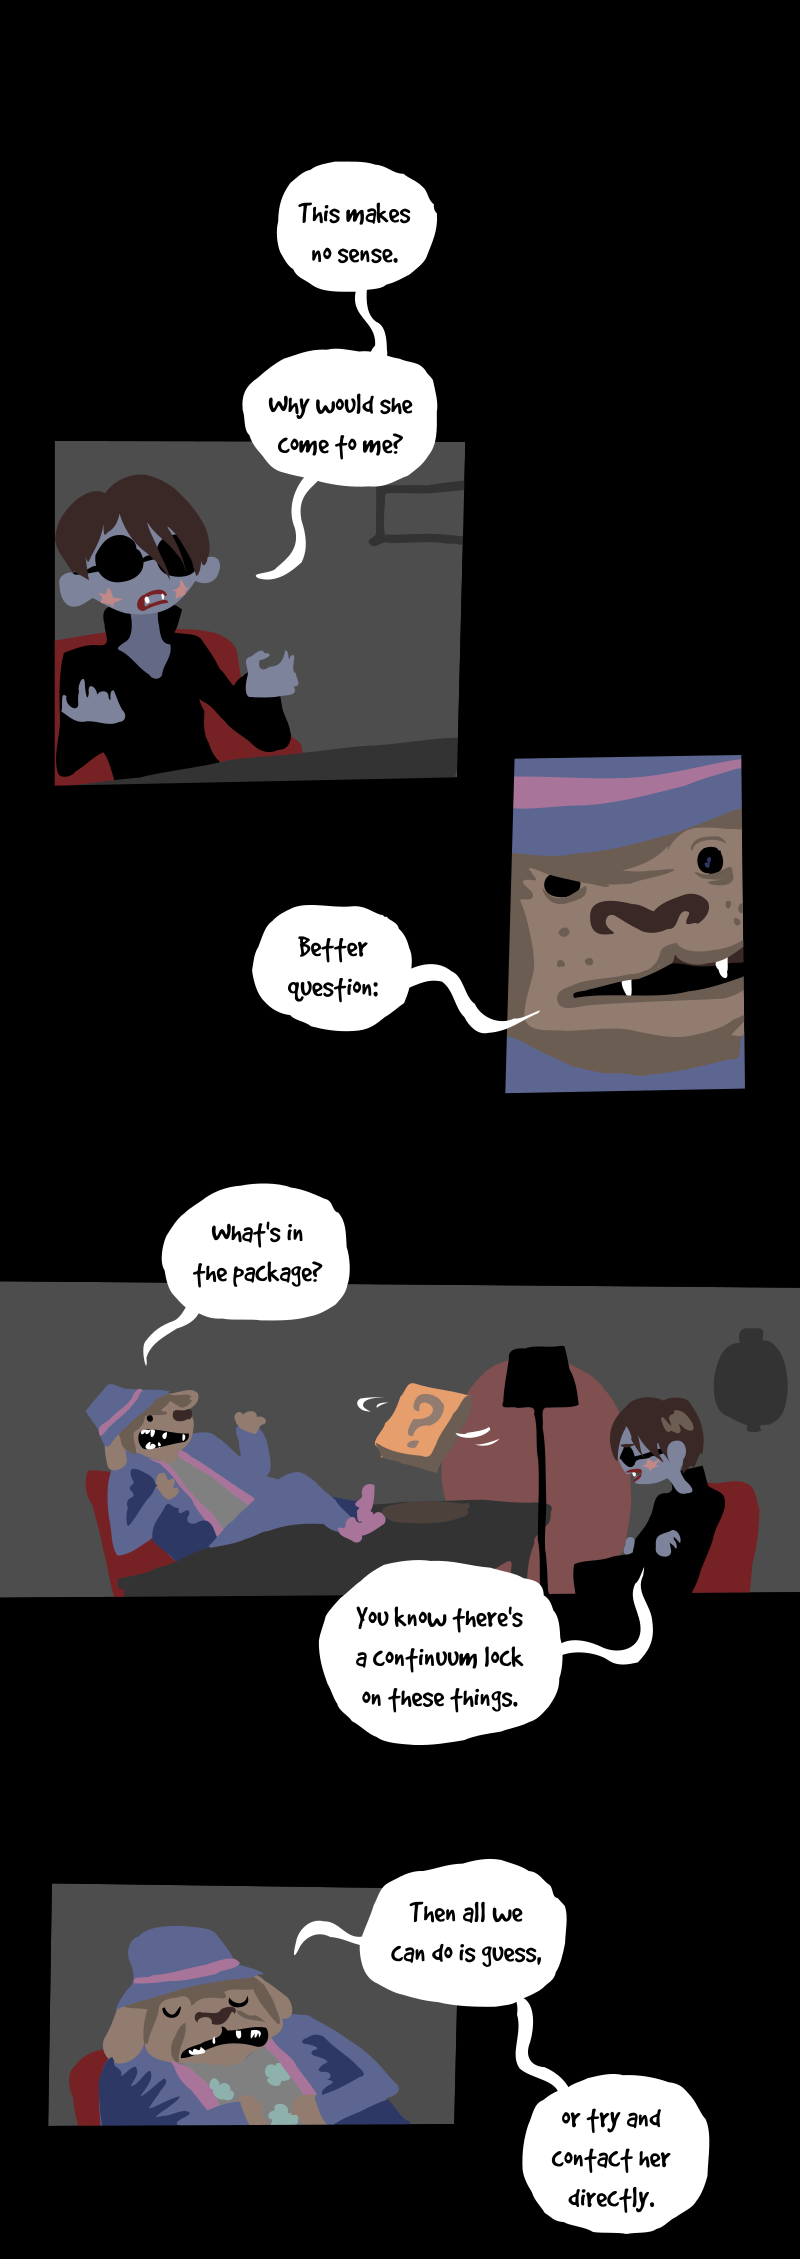 This makes
no sense.
Why would she
come to me?
Better
question:
What's in
the package?
?
You know there's
a continuum lock
on these things.
Then all we
can do is guess,
or try and
contact her
directly.